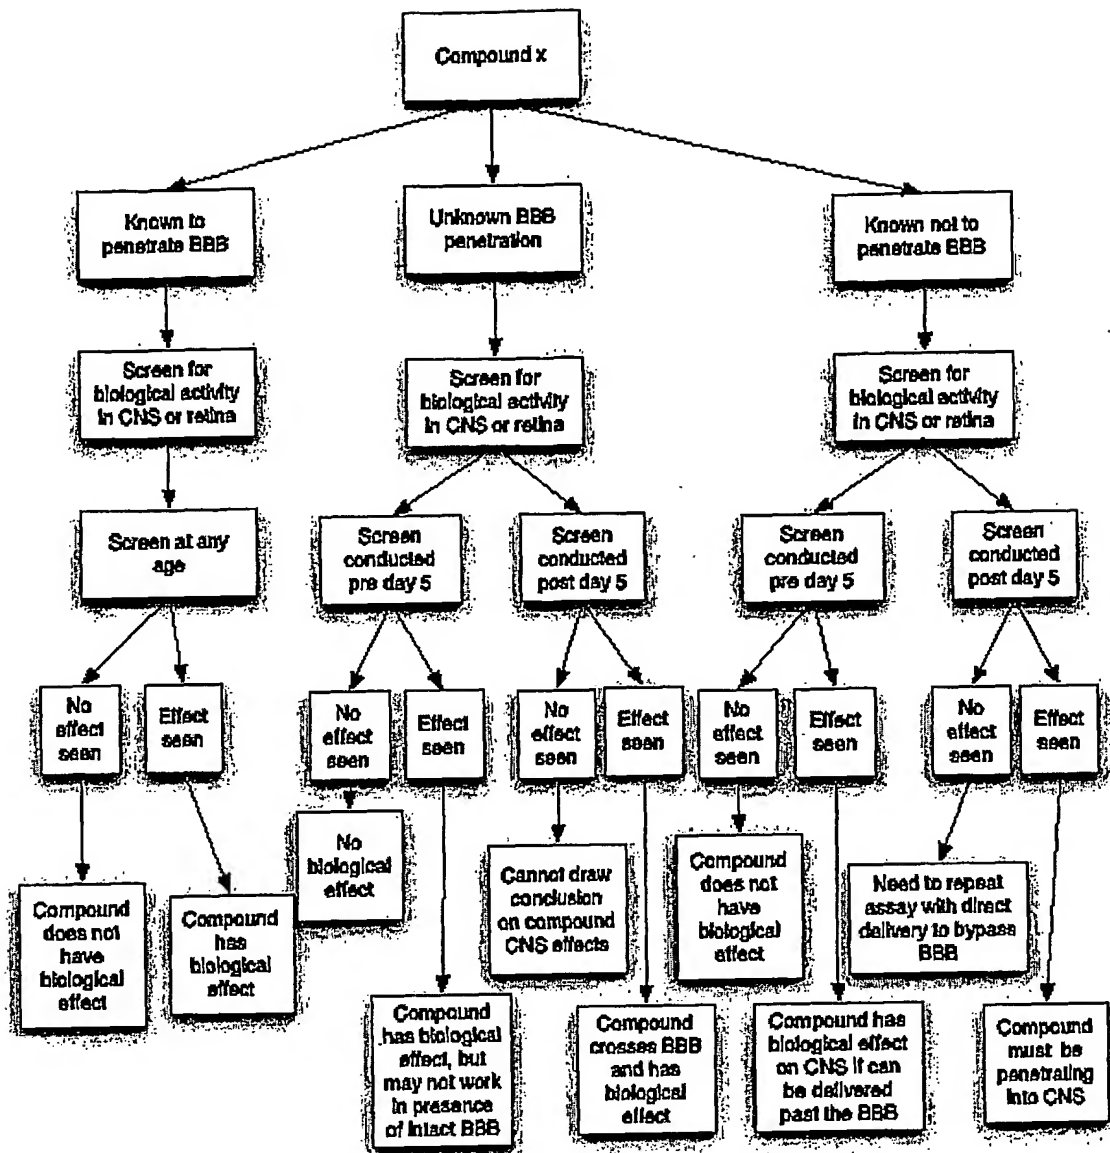 Compound x
Known to
penetrate BBB
Unknown BBB
penetration
Known not to
penetrate BBB
Screen for
biological activity
in CNS or retina
Screen for
biological activity
in CNS or retina
Screen for
biological activity
in CNS or retina
Screen at any
age
Screen
conducted
pre day 5
Screen
conducted
post day 5
Screen
conducted
pre day 5
Screen
conducted
post day 5
No
effect
seen
Effect
seen
No
effect
seen
Effect
seen
No
effect
seen
Effect
seen
No
effect
seen
Effect
seen
No
effect
seen
Effect
seen
Compound
does not
have
biological
effect
Compound
has
biological
effect
No
biological
effect
Compound
has biological
effect, but
may not work
in presence
of intact BBB
Cannot draw
conclusion
on compound
CNS effects
Compound
crosses BBB
and has
biological
effect
Compound
does not
have
biological
effect
Compound has
biological effect
on CNS if can
be delivered
past the BBB
Need to repeat
assay with direct
delivery to bypass
BBB
Compound
must be
penetrating
into CNS